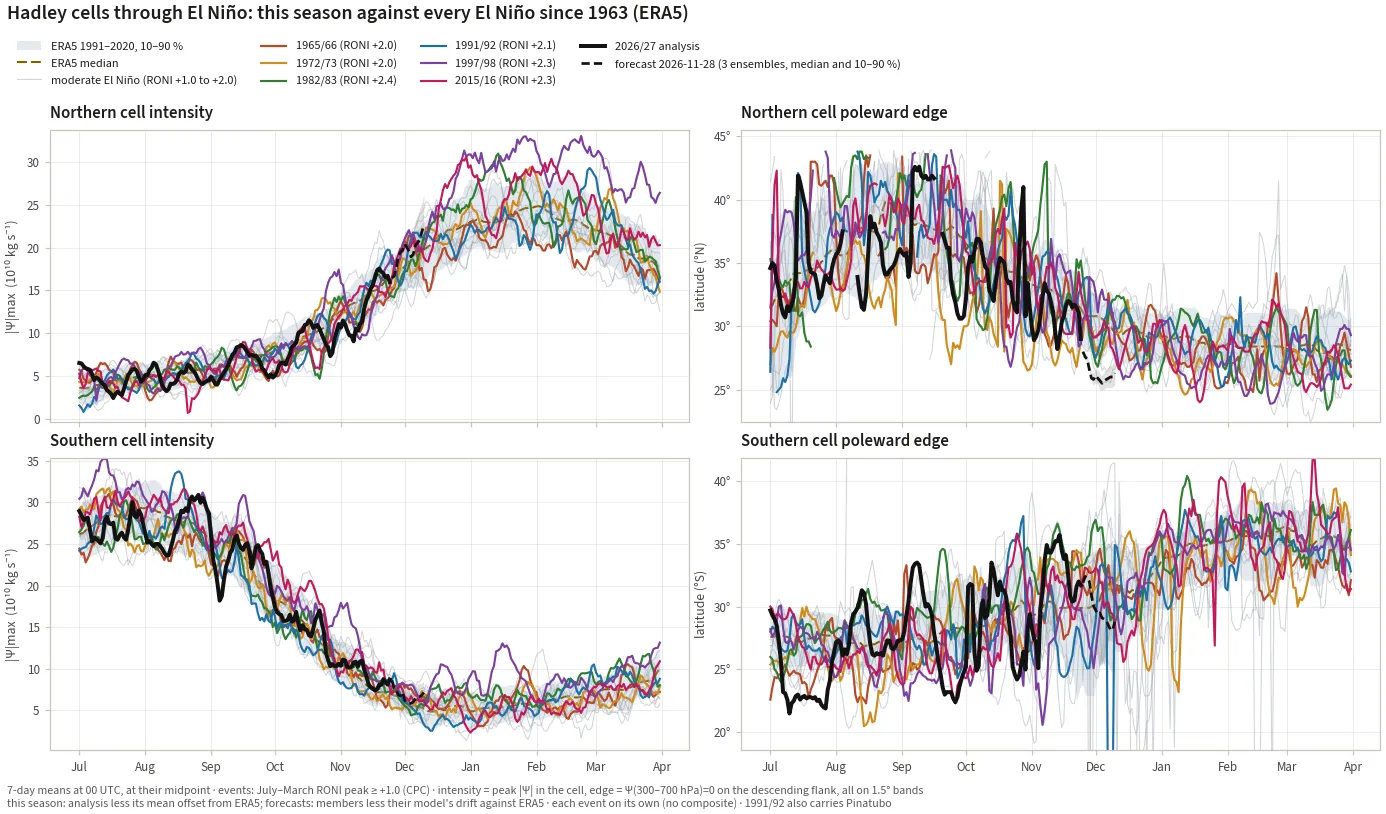 Hadley cells through El Niño: this season against every El Niño since 1963 (ERA5)
ERA5 1991–2020, 10–90 %
ERA5 median
moderate El Niño (RONI +1.0 to +2.0)
1965/66 (RONI +2.0)
1972/73 (RONI +2.0)
1982/83 (RONI +2.4)
1991/92 (RONI +2.1)
1997/98 (RONI +2.3)
2015/16 (RONI +2.3)
2026/27 analysis
forecast 2026-11-28 (3 ensembles, median and 10–90 %)
Northern cell intensity
|Ψ|max (10¹⁰ kg s⁻¹)
30
25
20
15
10
5
0
Northern cell poleward edge
latitude (°N)
45°
40°
35°
30°
25°
Southern cell intensity
|Ψ|max (10¹⁰ kg s⁻¹)
35
30
25
20
15
10
5
Jul Aug Sep Oct Nov Dec Jan Feb Mar Apr
Southern cell poleward edge
latitude (°S)
40°
35°
30°
25°
20°
Jul Aug Sep Oct Nov Dec Jan Feb Mar Apr
7-day means at 00 UTC, at their midpoint · events: July–March RONI peak ≥ +1.0 (CPC) · intensity = peak |Ψ| in the cell, edge = Ψ(300–700 hPa)=0 on the descending flank, all on 1.5° bands
this season: analysis less its mean offset from ERA5; forecasts: members less their model's drift against ERA5 · each event on its own (no composite) · 1991/92 also carries Pinatubo